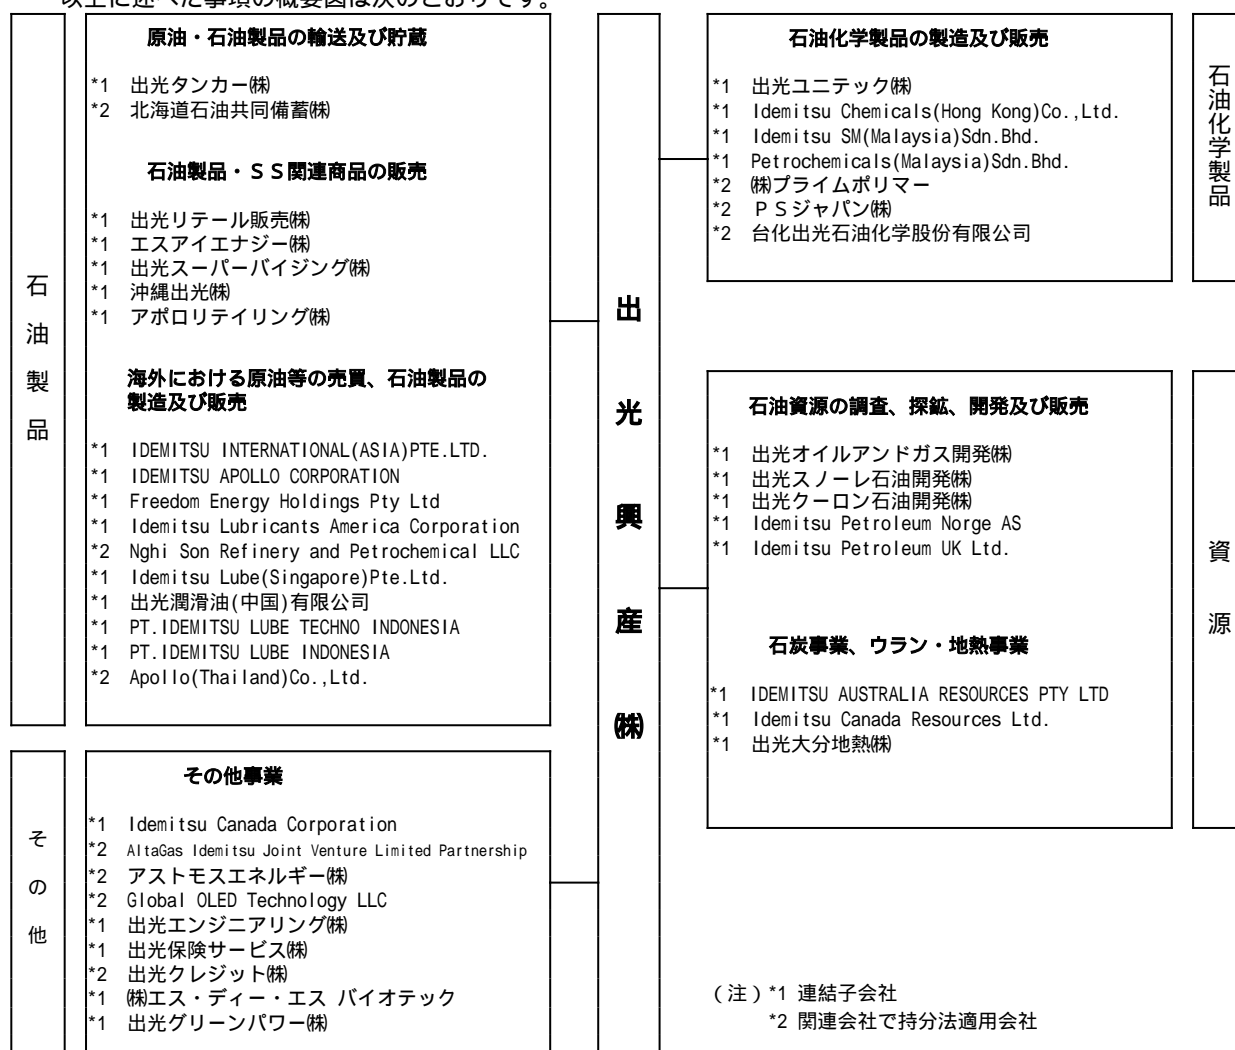 以上に述べた事項の概要図は次のとおりです。
石油製品
原油・石油製品の輸送及び貯蔵
*1 出光タンカー㈱
*2 北海道石油共同備蓄㈱
石油製品・ＳＳ関連商品の販売
*1 出光リテール販売㈱
*1 エスアイエナジー㈱
*1 出光スーパーバイジング㈱
*1 沖縄出光㈱
*1 アポロリテイリング㈱
海外における原油等の売買、石油製品の
製造及び販売
*1 IDEMITSU INTERNATIONAL(ASIA)PTE.LTD.
*1 IDEMITSU APOLLO CORPORATION
*1 Freedom Energy Holdings Pty Ltd
*1 Idemitsu Lubricants America Corporation
*2 Nghi Son Refinery and Petrochemical LLC
*1 Idemitsu Lube(Singapore)Pte.Ltd.
*1 出光潤滑油(中国)有限公司
*1 PT.IDEMITSU LUBE TECHNO INDONESIA
*1 PT.IDEMITSU LUBE INDONESIA
*2 Apollo(Thailand)Co.,Ltd.
その他
その他事業
*1 Idemitsu Canada Corporation
*2 AltaGas Idemitsu Joint Venture Limited Partnership
*2 アストモスエネルギー㈱
*2 Global OLED Technology LLC
*1 出光エンジニアリング㈱
*1 出光保険サービス㈱
*2 出光クレジット㈱
*1 ㈱エス・ディー・エス バイオテック
*1 出光グリーンパワー㈱
出光興産㈱
石油化学製品の製造及び販売
*1 出光ユニテック㈱
*1 Idemitsu Chemicals(Hong Kong)Co.,Ltd.
*1 Idemitsu SM(Malaysia)Sdn.Bhd.
*1 Petrochemicals(Malaysia)Sdn.Bhd.
*2 ㈱プライムポリマー
*2 ＰＳジャパン㈱
*2 台化出光石油化学股份有限公司
石油化学製品
石油資源の調査、探鉱、開発及び販売
*1 出光オイルアンドガス開発㈱
*1 出光スノーレ石油開発㈱
*1 出光クーロン石油開発㈱
*1 Idemitsu Petroleum Norge AS
*1 Idemitsu Petroleum UK Ltd.
石炭事業、ウラン・地熱事業
*1 IDEMITSU AUSTRALIA RESOURCES PTY LTD
*1 Idemitsu Canada Resources Ltd.
*1 出光大分地熱㈱
資源
（注）*1 連結子会社
*2 関連会社で持分法適用会社